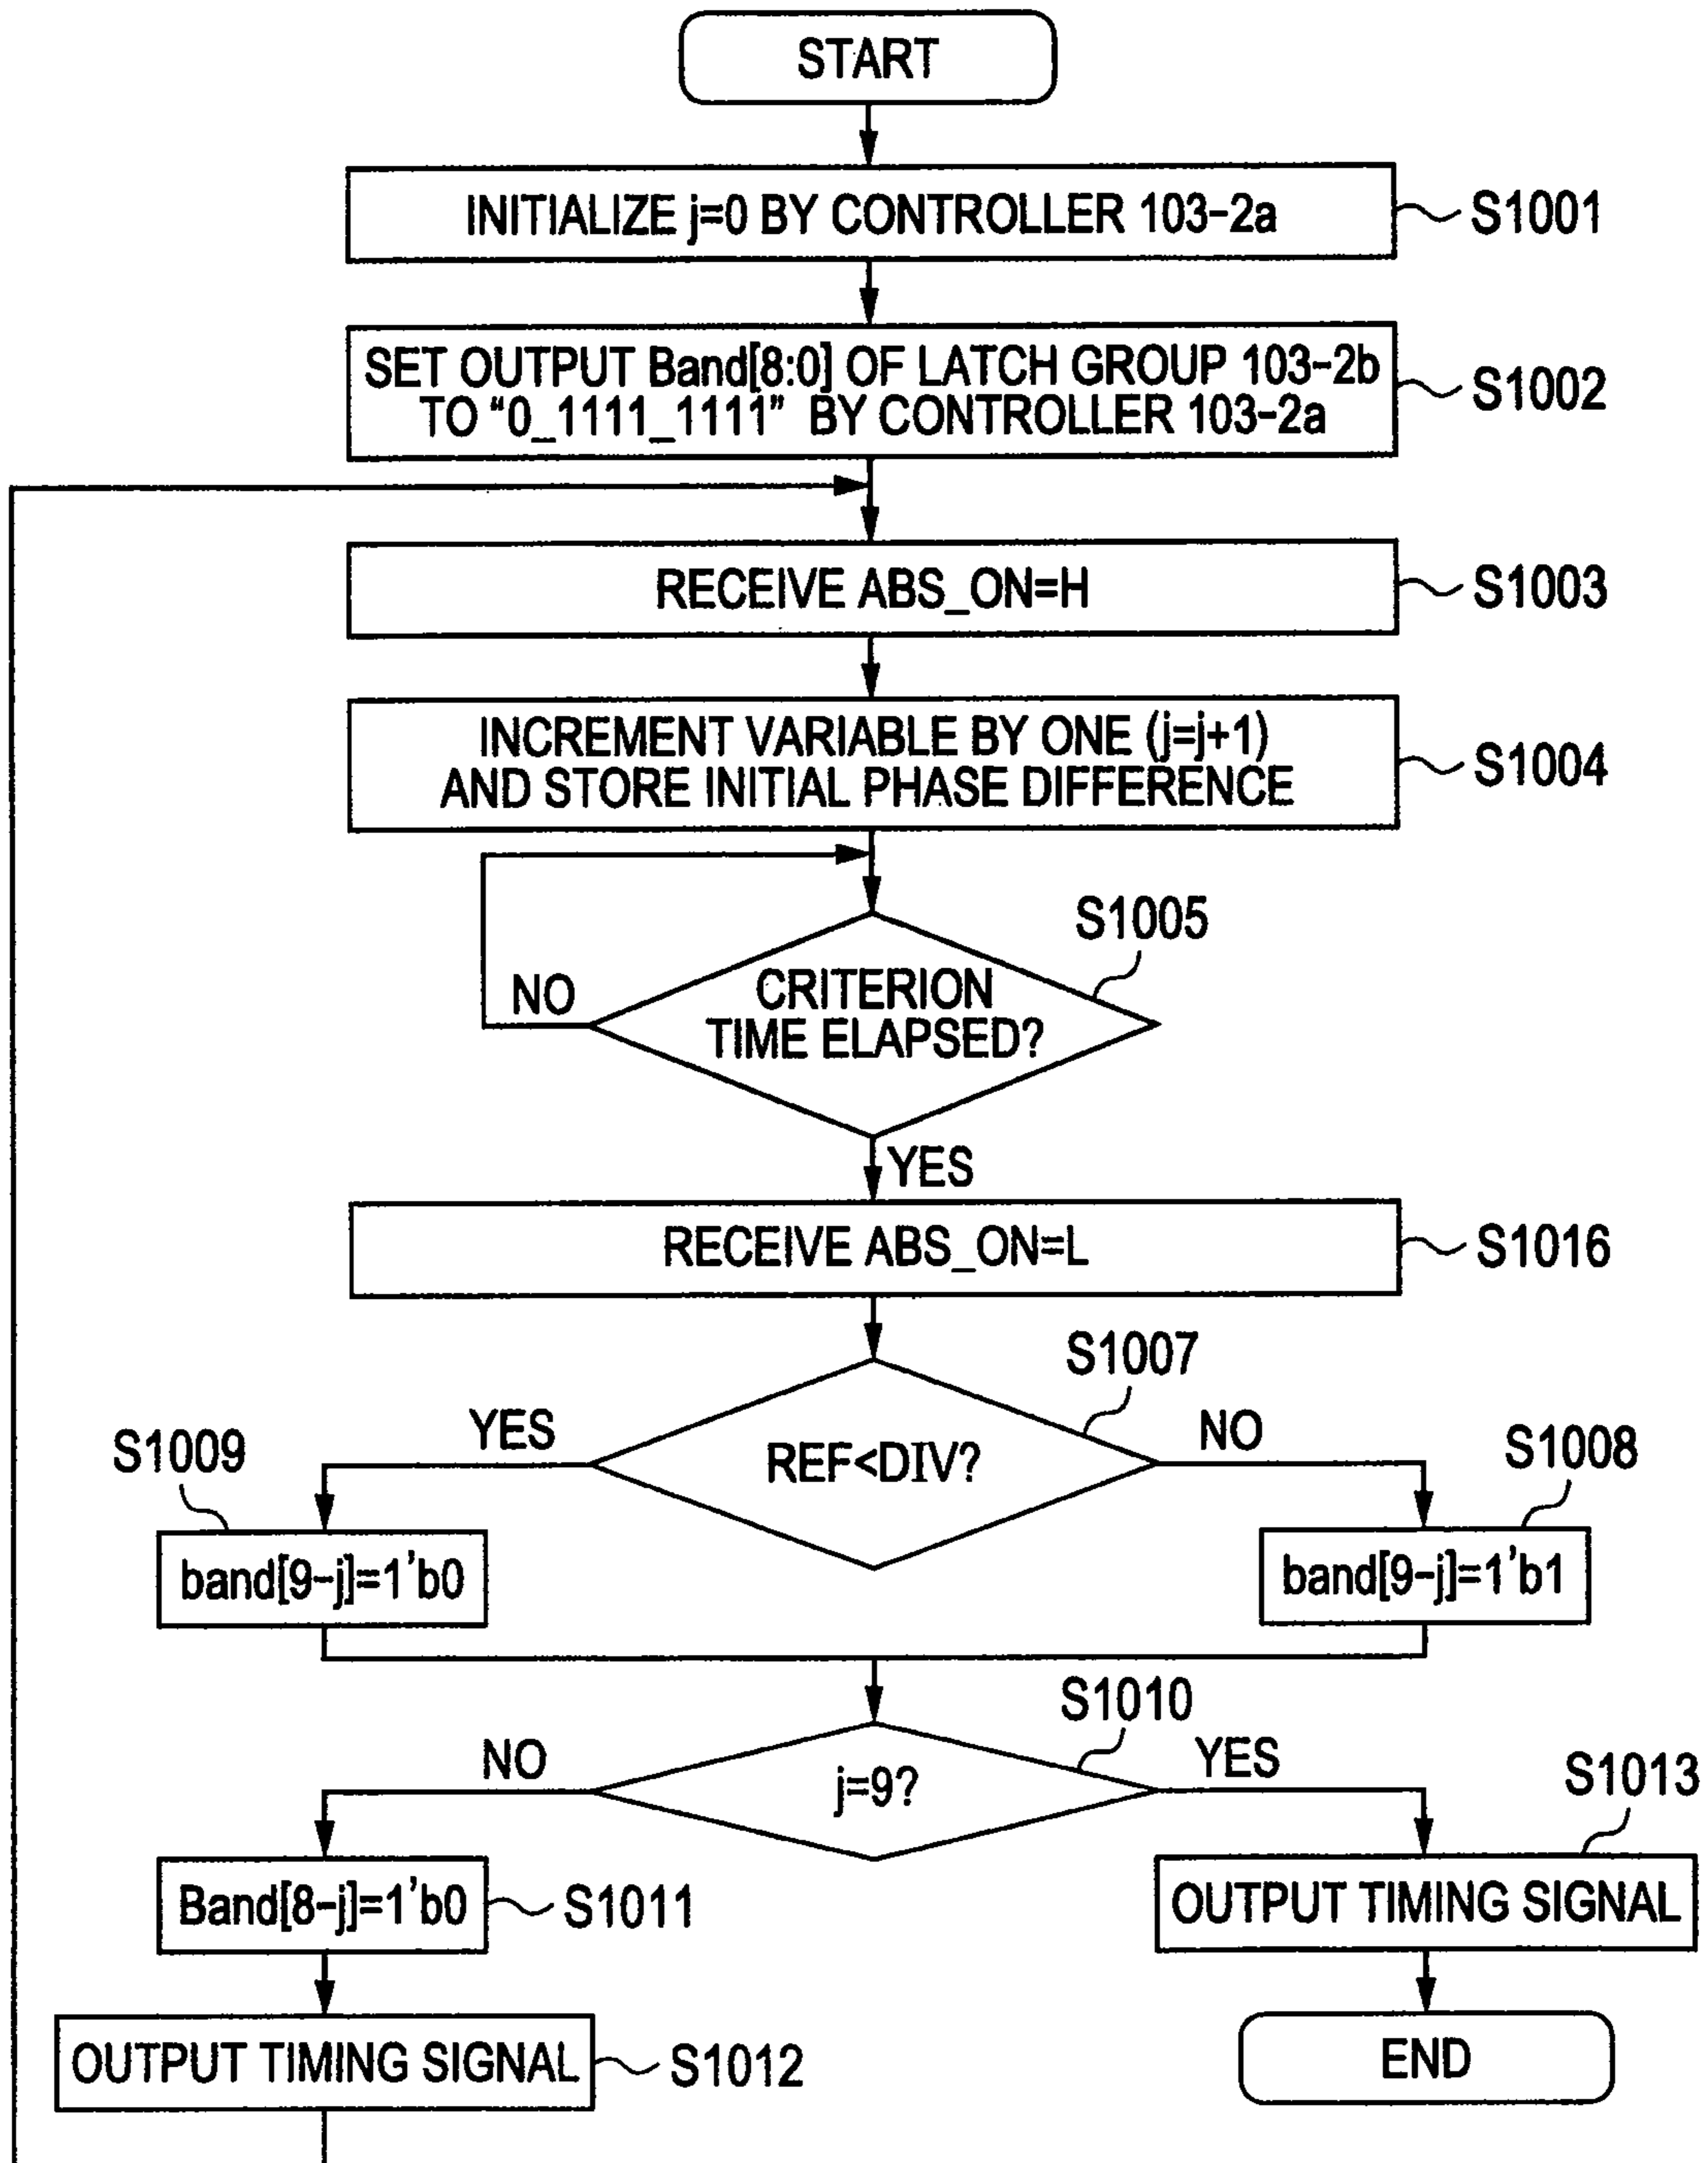 START
INITIALIZE j=0 BY CONTROLLER 103-2a
S1001
SET OUTPUT Band[8:0] OF LATCH GROUP 103-2b
TO “0_1111_1111” BY CONTROLLER 103-2a
S1002
RECEIVE ABS_ON=H
S1003
INCREMENT VARIABLE BY ONE (j=j+1)
AND STORE INITIAL PHASE DIFFERENCE
S1004
S1005
CRITERION
TIME ELAPSED?
NO
YES
RECEIVE ABS_ON=L
S1016
S1007
REF<DIV?
YES
NO
S1009
band[9-j]=1'b0
S1008
band[9-j]=1'b1
S1010
j=9?
NO
YES
Band[8-j]=1'b0
S1011
S1013
OUTPUT TIMING SIGNAL
OUTPUT TIMING SIGNAL
S1012
END